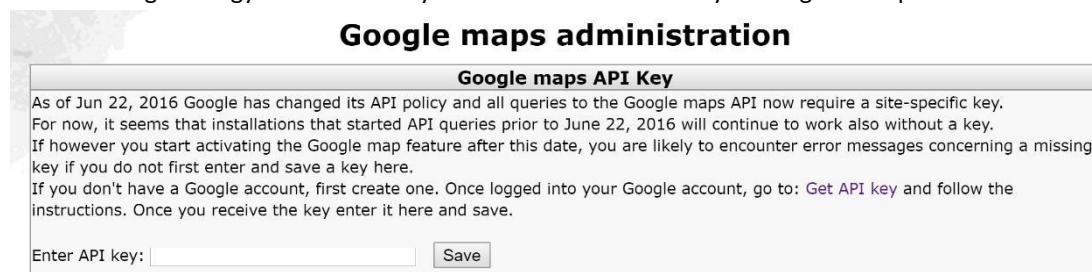 Google maps administration
Google maps API Key
As of Jun 22, 2016 Google has changed its API policy and all queries to the Google maps API now require a site-specific key.
For now, it seems that installations that started API queries prior to June 22, 2016 will continue to work also without a key.
If however you start activating the Google map feature after this date, you are likely to encounter error messages concerning a missing
key if you do not first enter and save a key here.
If you don't have a Google account, first create one. Once logged into your Google account, go to: Get API key and follow the
instructions. Once you receive the key enter it here and save.
Enter API key:
Save